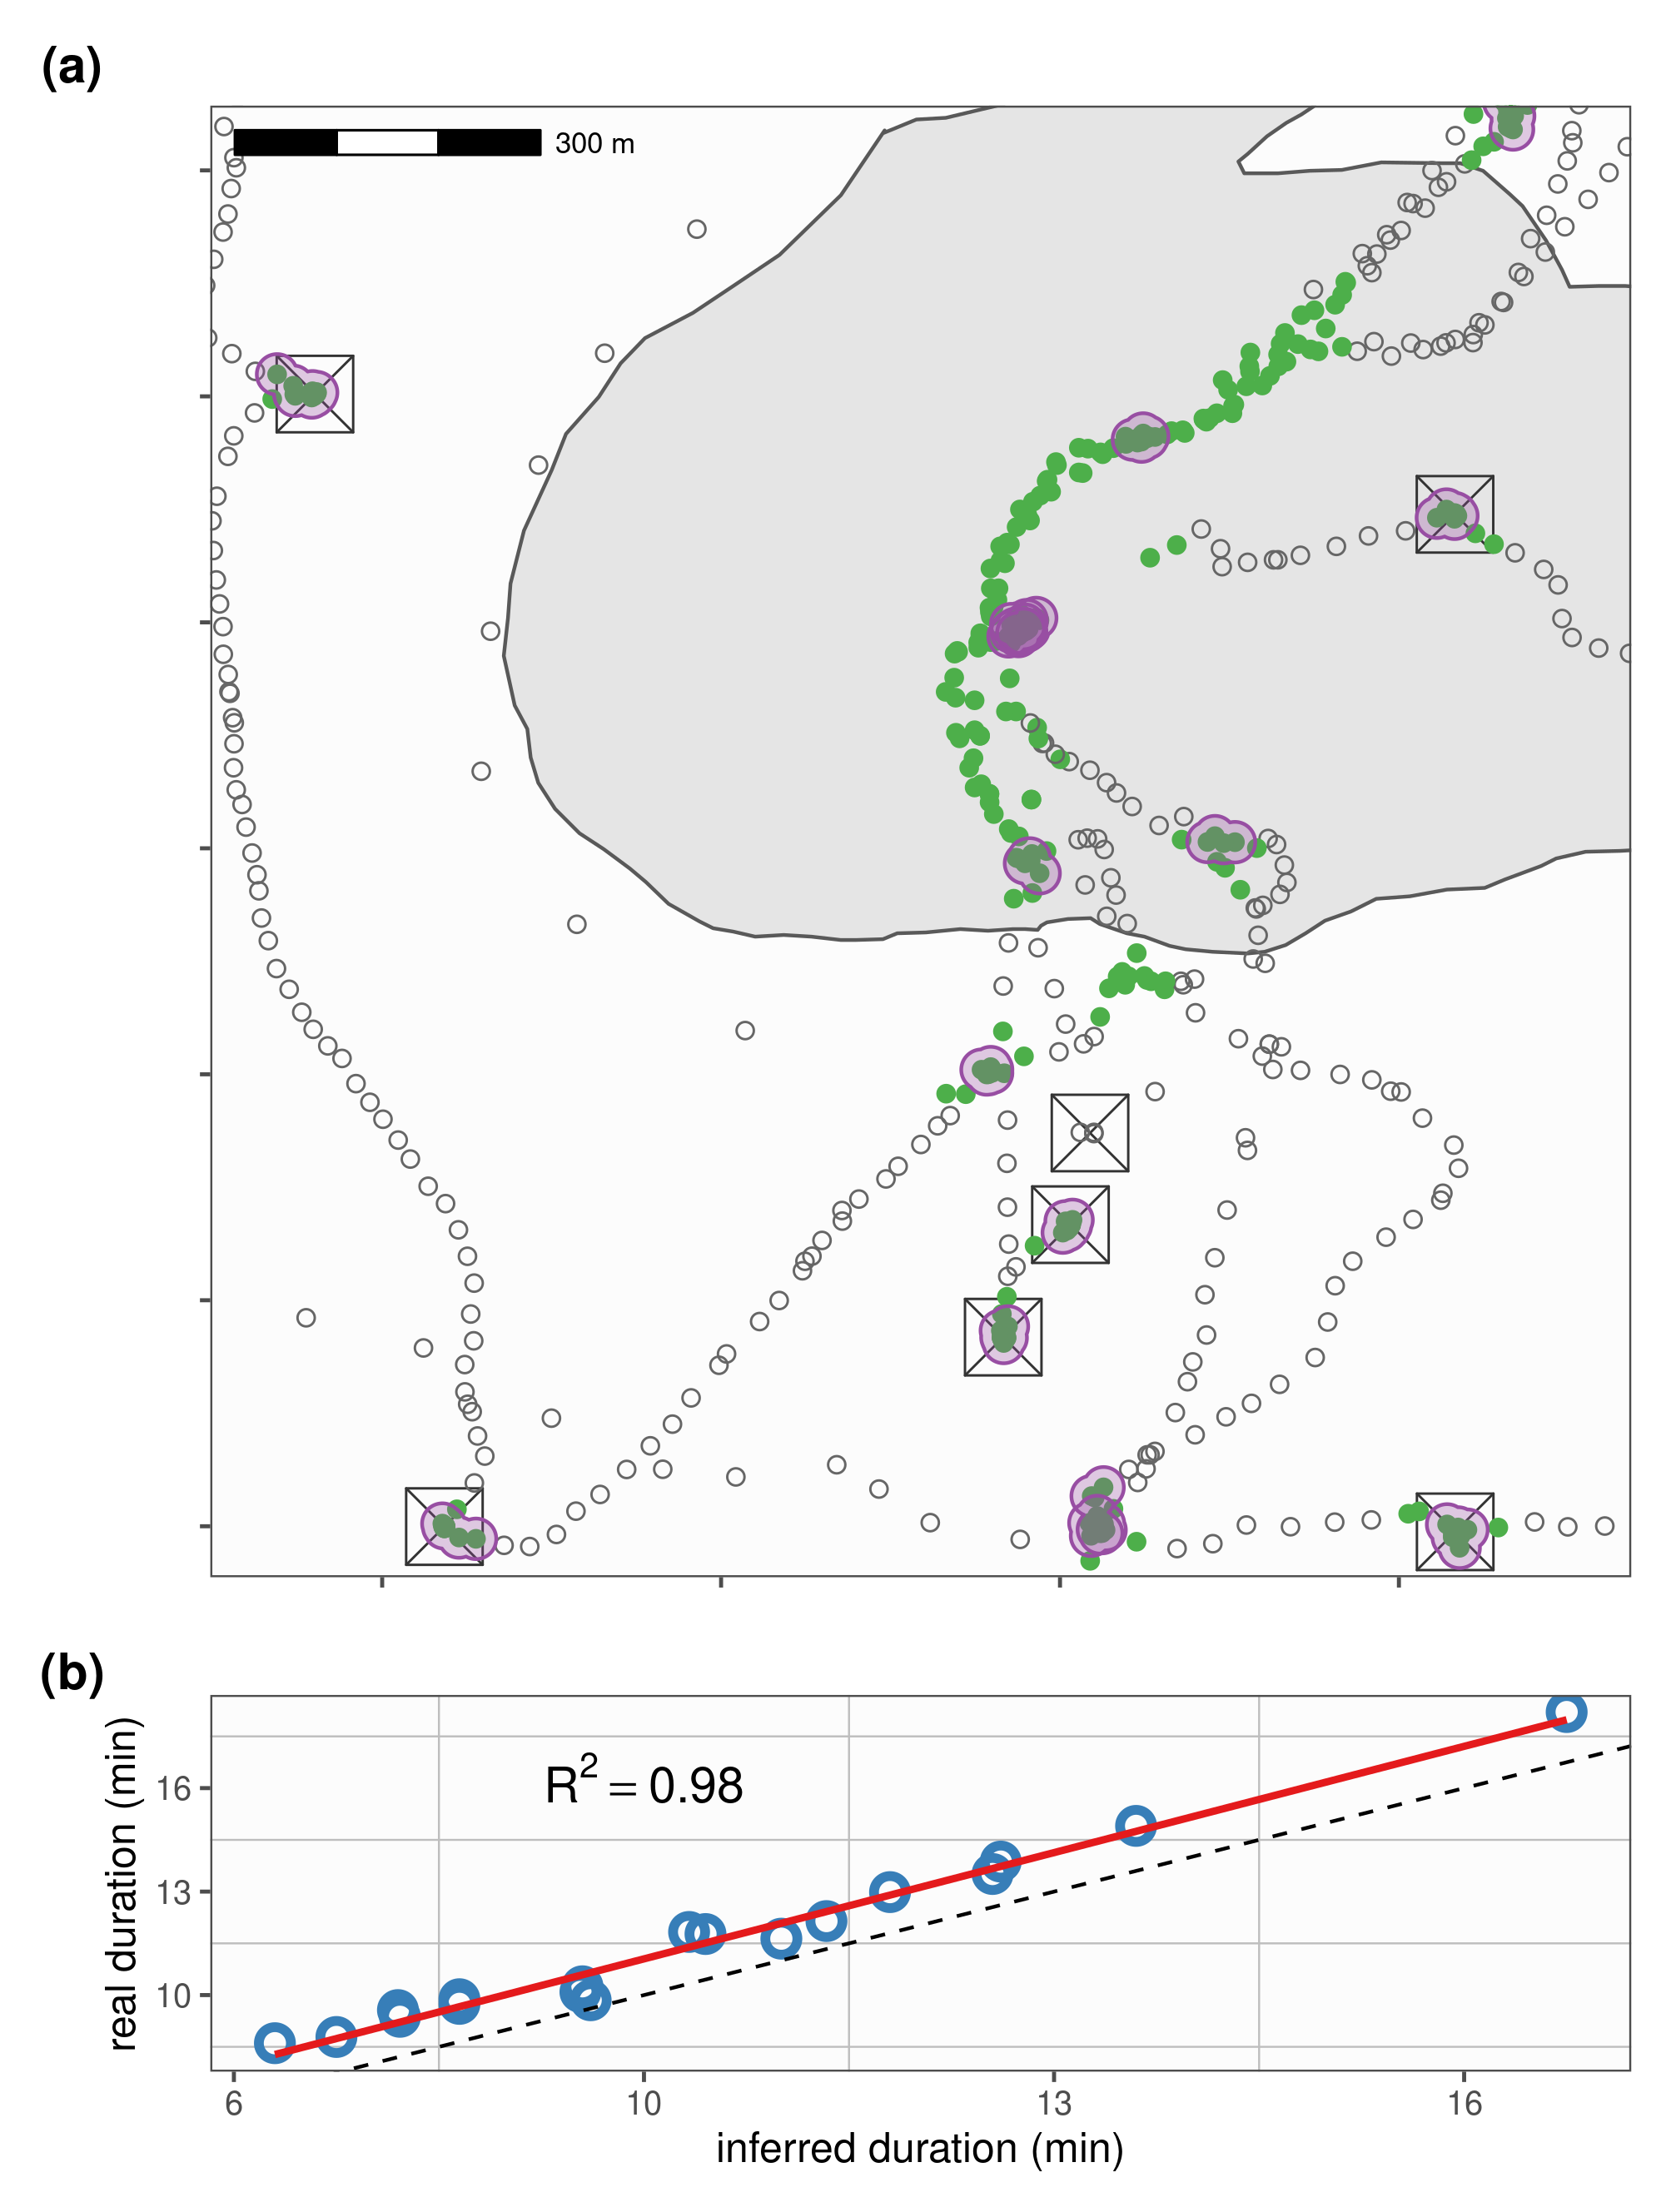 (a)
300 m
(b)
real duration (min)
16
13
10
R² = 0.98
6 10 13 16
inferred duration (min)